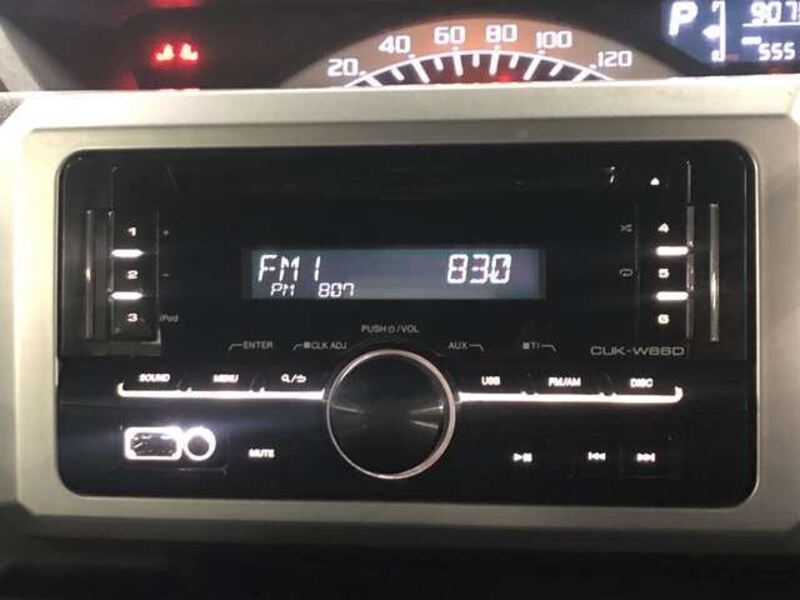 P
20 40 60 80 100 120
555
1
2
3
+
-
iPod
FM1 830
PM 807
4
5
6
PUSH⏻/VOL
ENTER
CLK ADJ
AUX
TI
CUK-W66D
SOUND
MENU
USB
FM/AM
DISC
MUTE